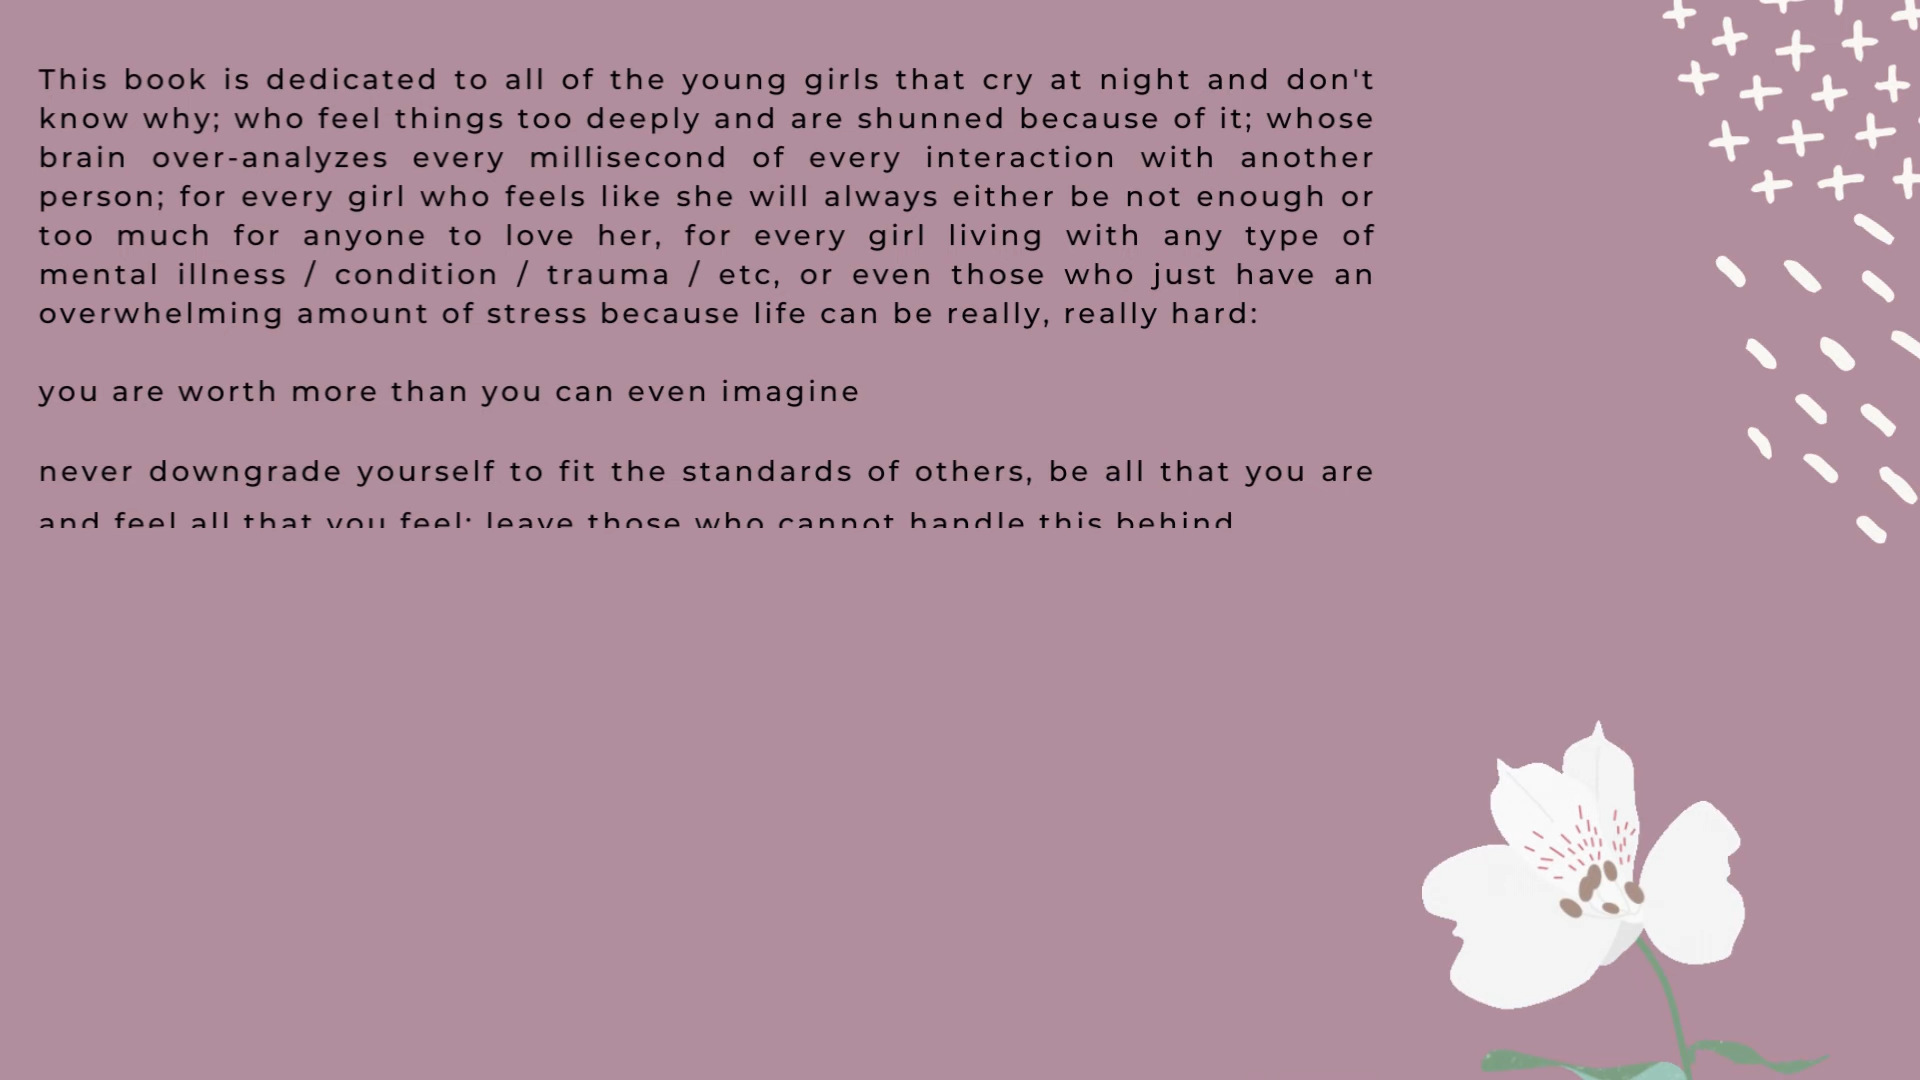 This book is dedicated to all of the young girls that cry at night and don't
know why; who feel things too deeply and are shunned because of it; whose
brain over-analyzes every millisecond of every interaction with another
person; for every girl who feels like she will always either be not enough or
too much for anyone to love her, for every girl living with any type of
mental illness / condition / trauma / etc, or even those who just have an
overwhelming amount of stress because life can be really, really hard:
you are worth more than you can even imagine
never downgrade yourself to fit the standards of others, be all that you are
and feel all that you feel; leave those who cannot handle this behind